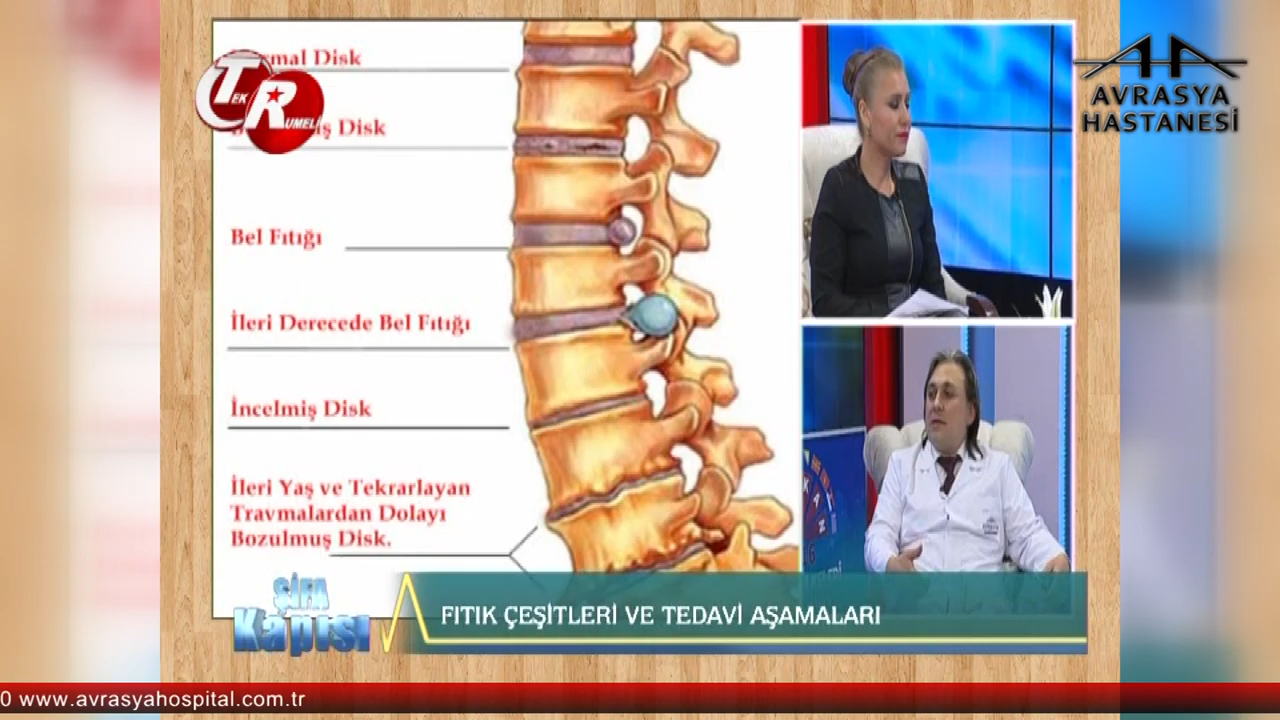 TEK
RUMELİ
Disk
Disk
Bel Fıtığı
İleri Derecede Bel Fıtığı
İncelmiş Disk
İleri Yaş ve Tekrarlayan
Travmalardan Dolayı
Bozulmuş Disk.
AVRASYA
HASTANESİ
ŞİFA
Kapısı
FITIK ÇEŞİTLERİ VE TEDAVİ AŞAMALARI
0 www.avrasyahospital.com.tr